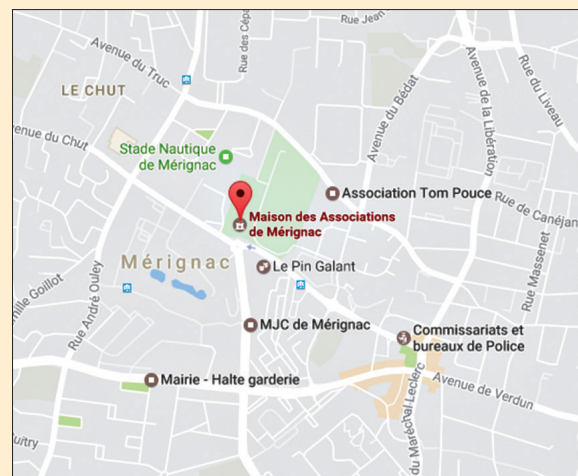 Rue Jean
Rue des Cépa
Avenue du Truc
LE CHUT
Avenue du Bédat
Avenue de la Libération
Rue du Liveau
enue du Chut
Stade Nautique
de Mérignac
Association Tom Pouce
Rue de Canéjan
Maison des Associations
de Mérignac
Mérignac
Le Pin Galant
Rue Massenet
mille Goillot
Rue André Ouley
MJC de Mérignac
Commissariats et
bureaux de Police
Mairie - Halte garderie
Avenue de Verdun
du Maréchal Leclerc
Guitry